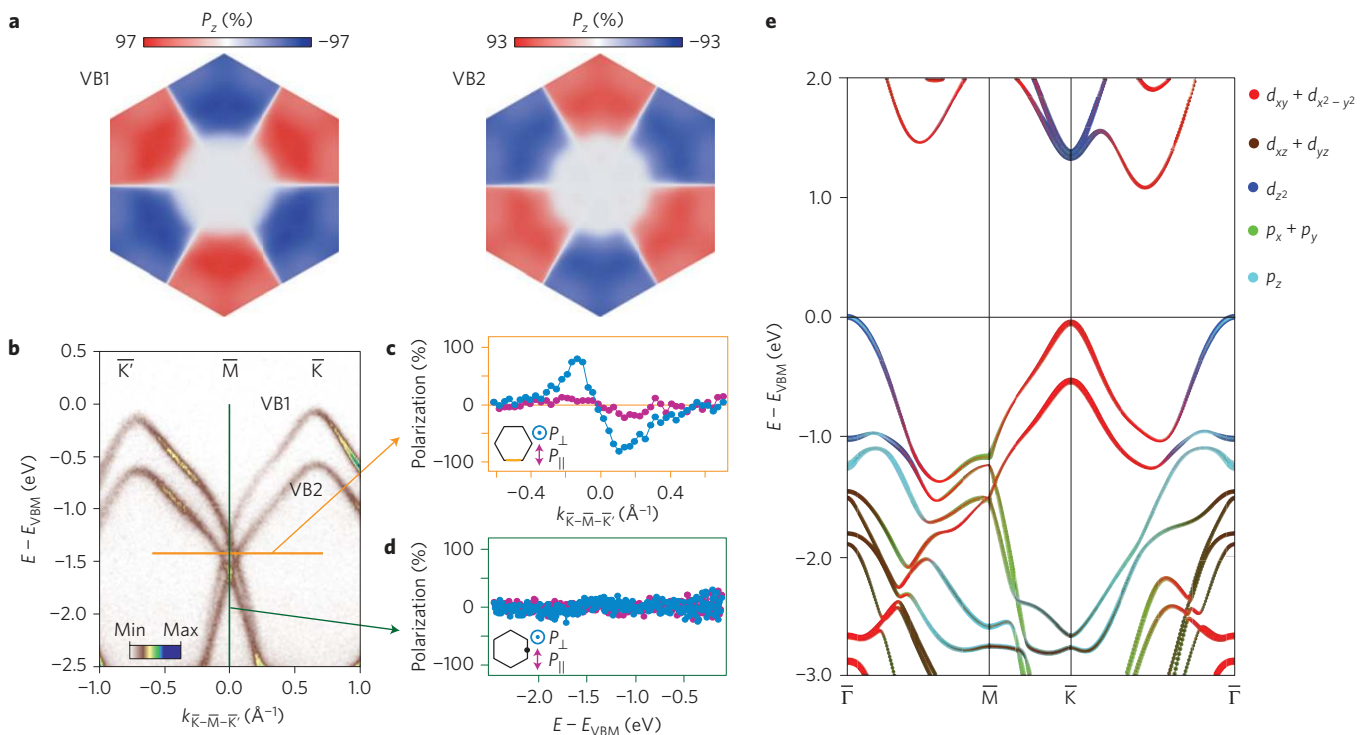 a
P_z (%)
97 −97
VB1
P_z (%)
93 −93
VB2
b
0.5
0.0
−0.5
−1.0
−1.5
−2.0
−2.5
E − E_VBM (eV)
K̅′ M̅ K̅
VB1
VB2
Min Max
−1.0 −0.5 0.0 0.5 1.0
k_K̅–M̅–K̅′ (Å⁻¹)
c
100
0
−100
Polarization (%)
P_⊥
P_||
−0.4 0.0 0.4
k_K̅–M̅–K̅′ (Å⁻¹)
d
100
0
−100
Polarization (%)
P_⊥
P_||
−2.0 −1.5 −1.0 −0.5
E − E_VBM (eV)
e
2.0
1.0
0.0
−1.0
−2.0
−3.0
E − E_VBM (eV)
Γ̅ M̅ K̅ Γ̅
d_xy + d_x²−y²
d_xz + d_yz
d_z²
p_x + p_y
p_z